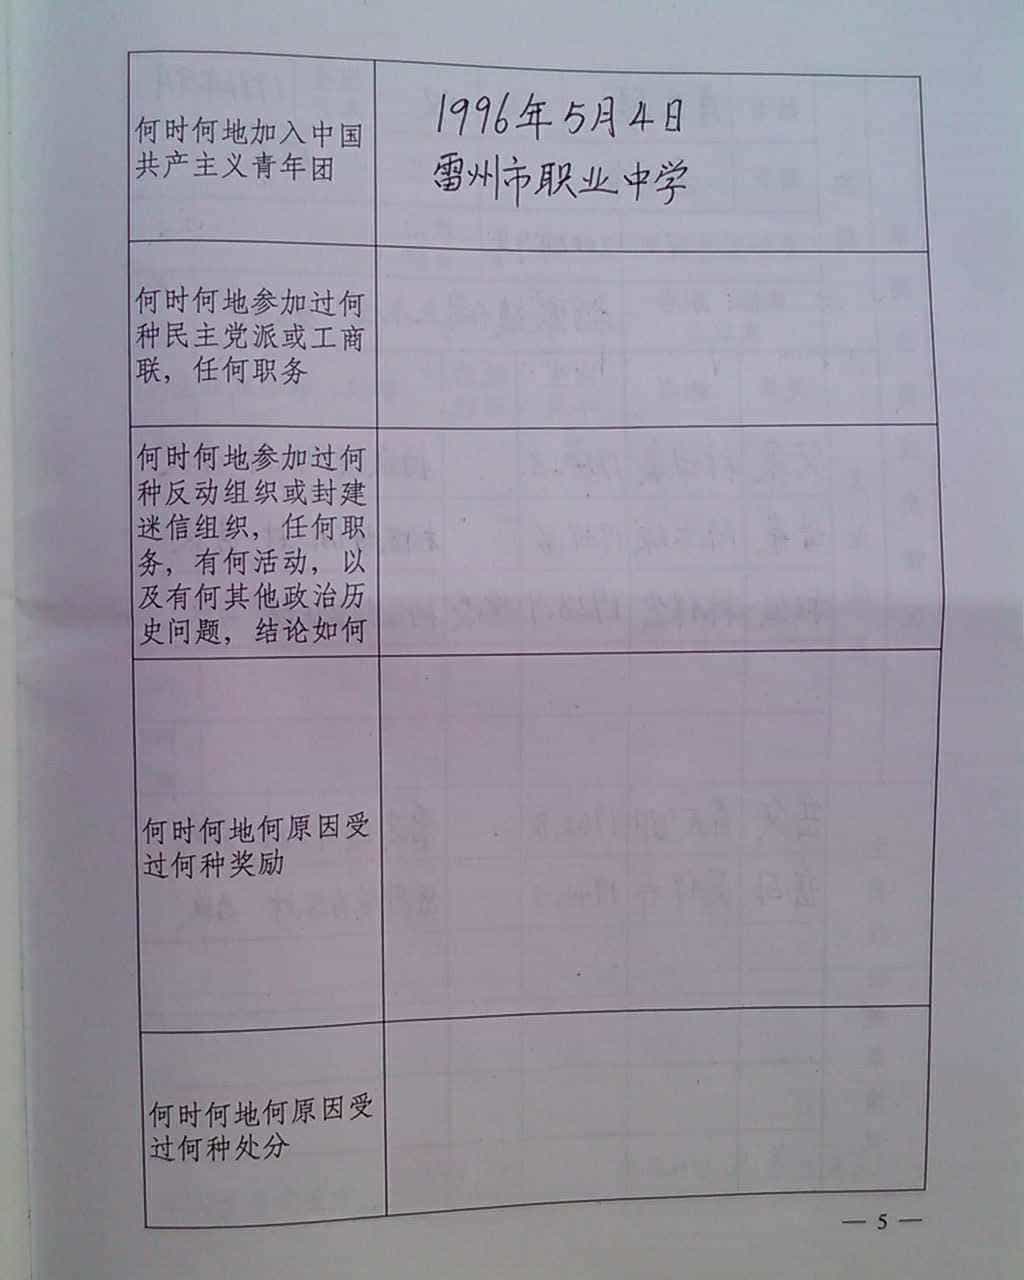 何时何地加入中国
共产主义青年团
1996年5月4日
雷州市职业中学
何时何地参加过何
种民主党派或工商
联，任何职务
何时何地参加过何
种反动组织或封建
迷信组织，任何职
务，有何活动，以
及有何其他政治历
史问题，结论如何
何时何地何原因受
过何种奖励
何时何地何原因受
过何种处分
— 5 —